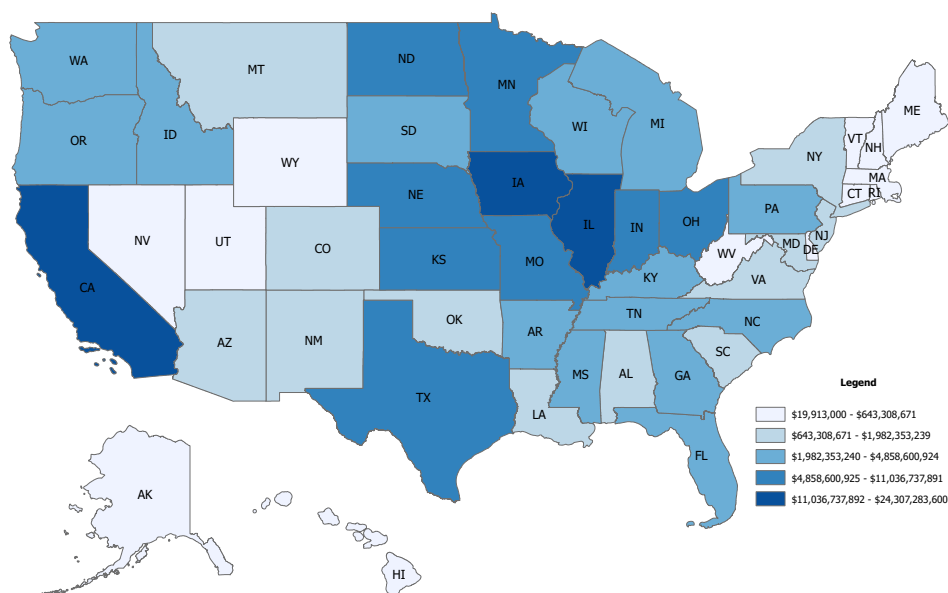 WA
MT
ND
MN
ME
OR
ID
SD
WI
MI
VT
NH
NY
WY
IA
NE
MA
CT
RI
PA
NV
UT
CO
KS
MO
IL
IN
OH
NJ
MD
DE
WV
VA
KY
CA
AZ
NM
OK
AR
TN
NC
SC
MS
AL
GA
TX
LA
FL
AK
HI
Legend
$19,913,000 - $643,308,671
$643,308,671 - $1,982,353,239
$1,982,353,240 - $4,858,600,924
$4,858,600,925 - $11,036,737,891
$11,036,737,892 - $24,307,283,600